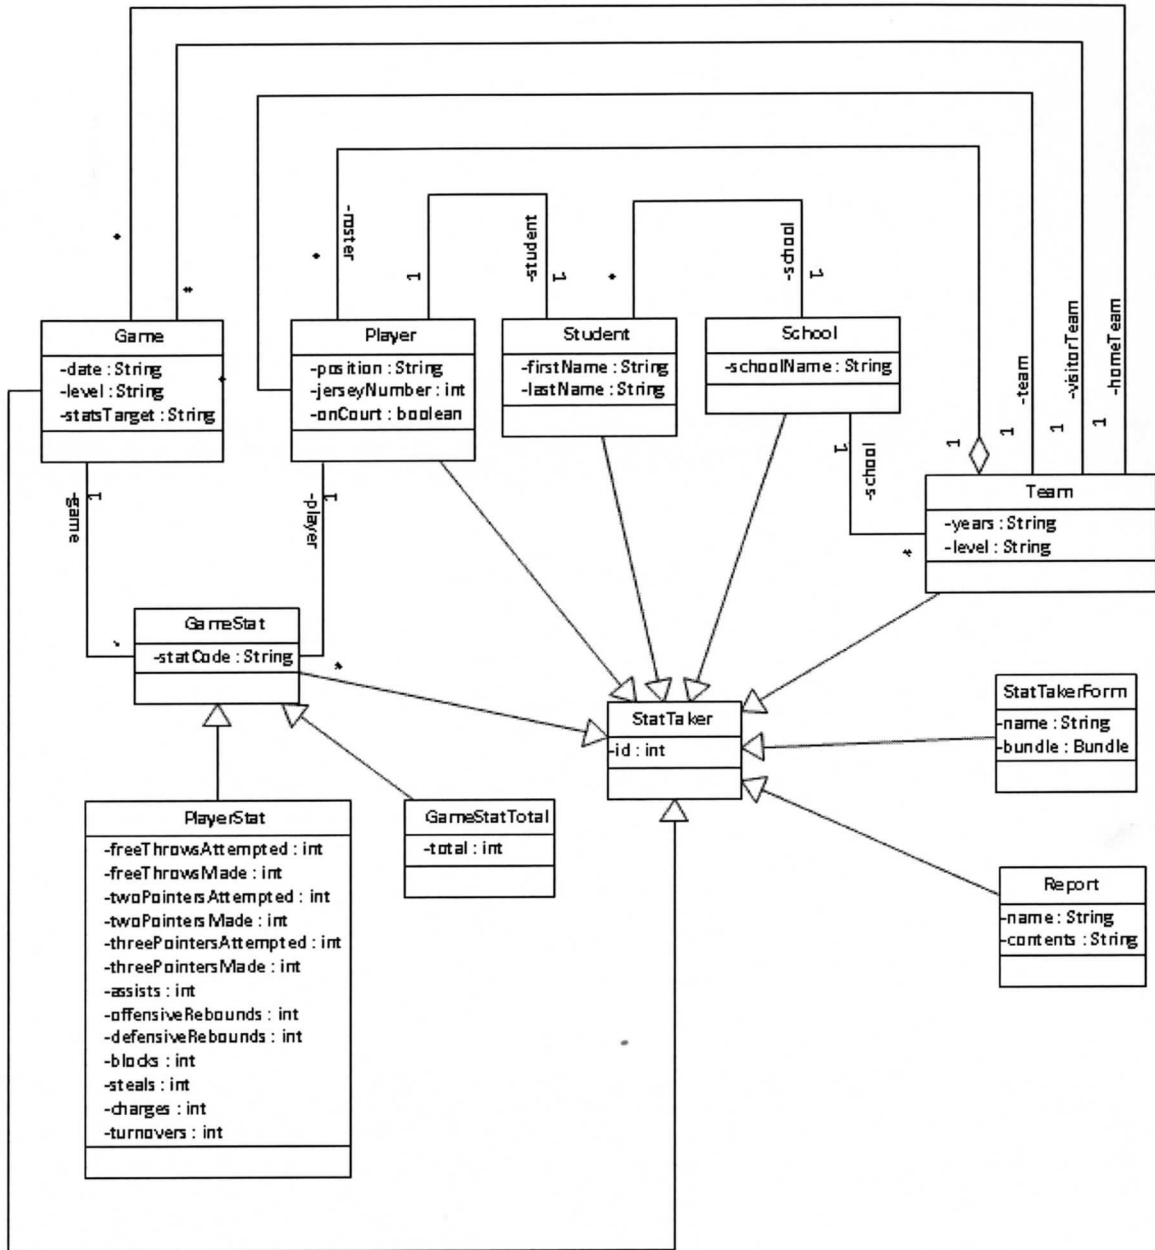 -roster
-student
-school
-team
-visitorTeam
-homeTeam
*
*
*
1
1
*
1
1
1
1
1
Game
-date : String
-level : String
-statsTarget : String
*
Player
-position : String
-jerseyNumber : int
-onCourt : boolean
Student
-firstName : String
-lastName : String
School
-schoolName : String
1
-school
*
Team
-years : String
-level : String
-game
1
-player
1
*
*
GameStat
-statCode : String
StatTaker
-id : int
StatTakerForm
-name : String
-bundle : Bundle
PlayerStat
-freeThrowsAttempted : int
-freeThrowsMade : int
-twoPointersAttempted : int
-twoPointersMade : int
-threePointersAttempted : int
-threePointersMade : int
-assists : int
-offensiveRebounds : int
-defensiveRebounds : int
-blocks : int
-steals : int
-charges : int
-turnovers : int
GameStatTotal
-total : int
Report
-name : String
-contents : String